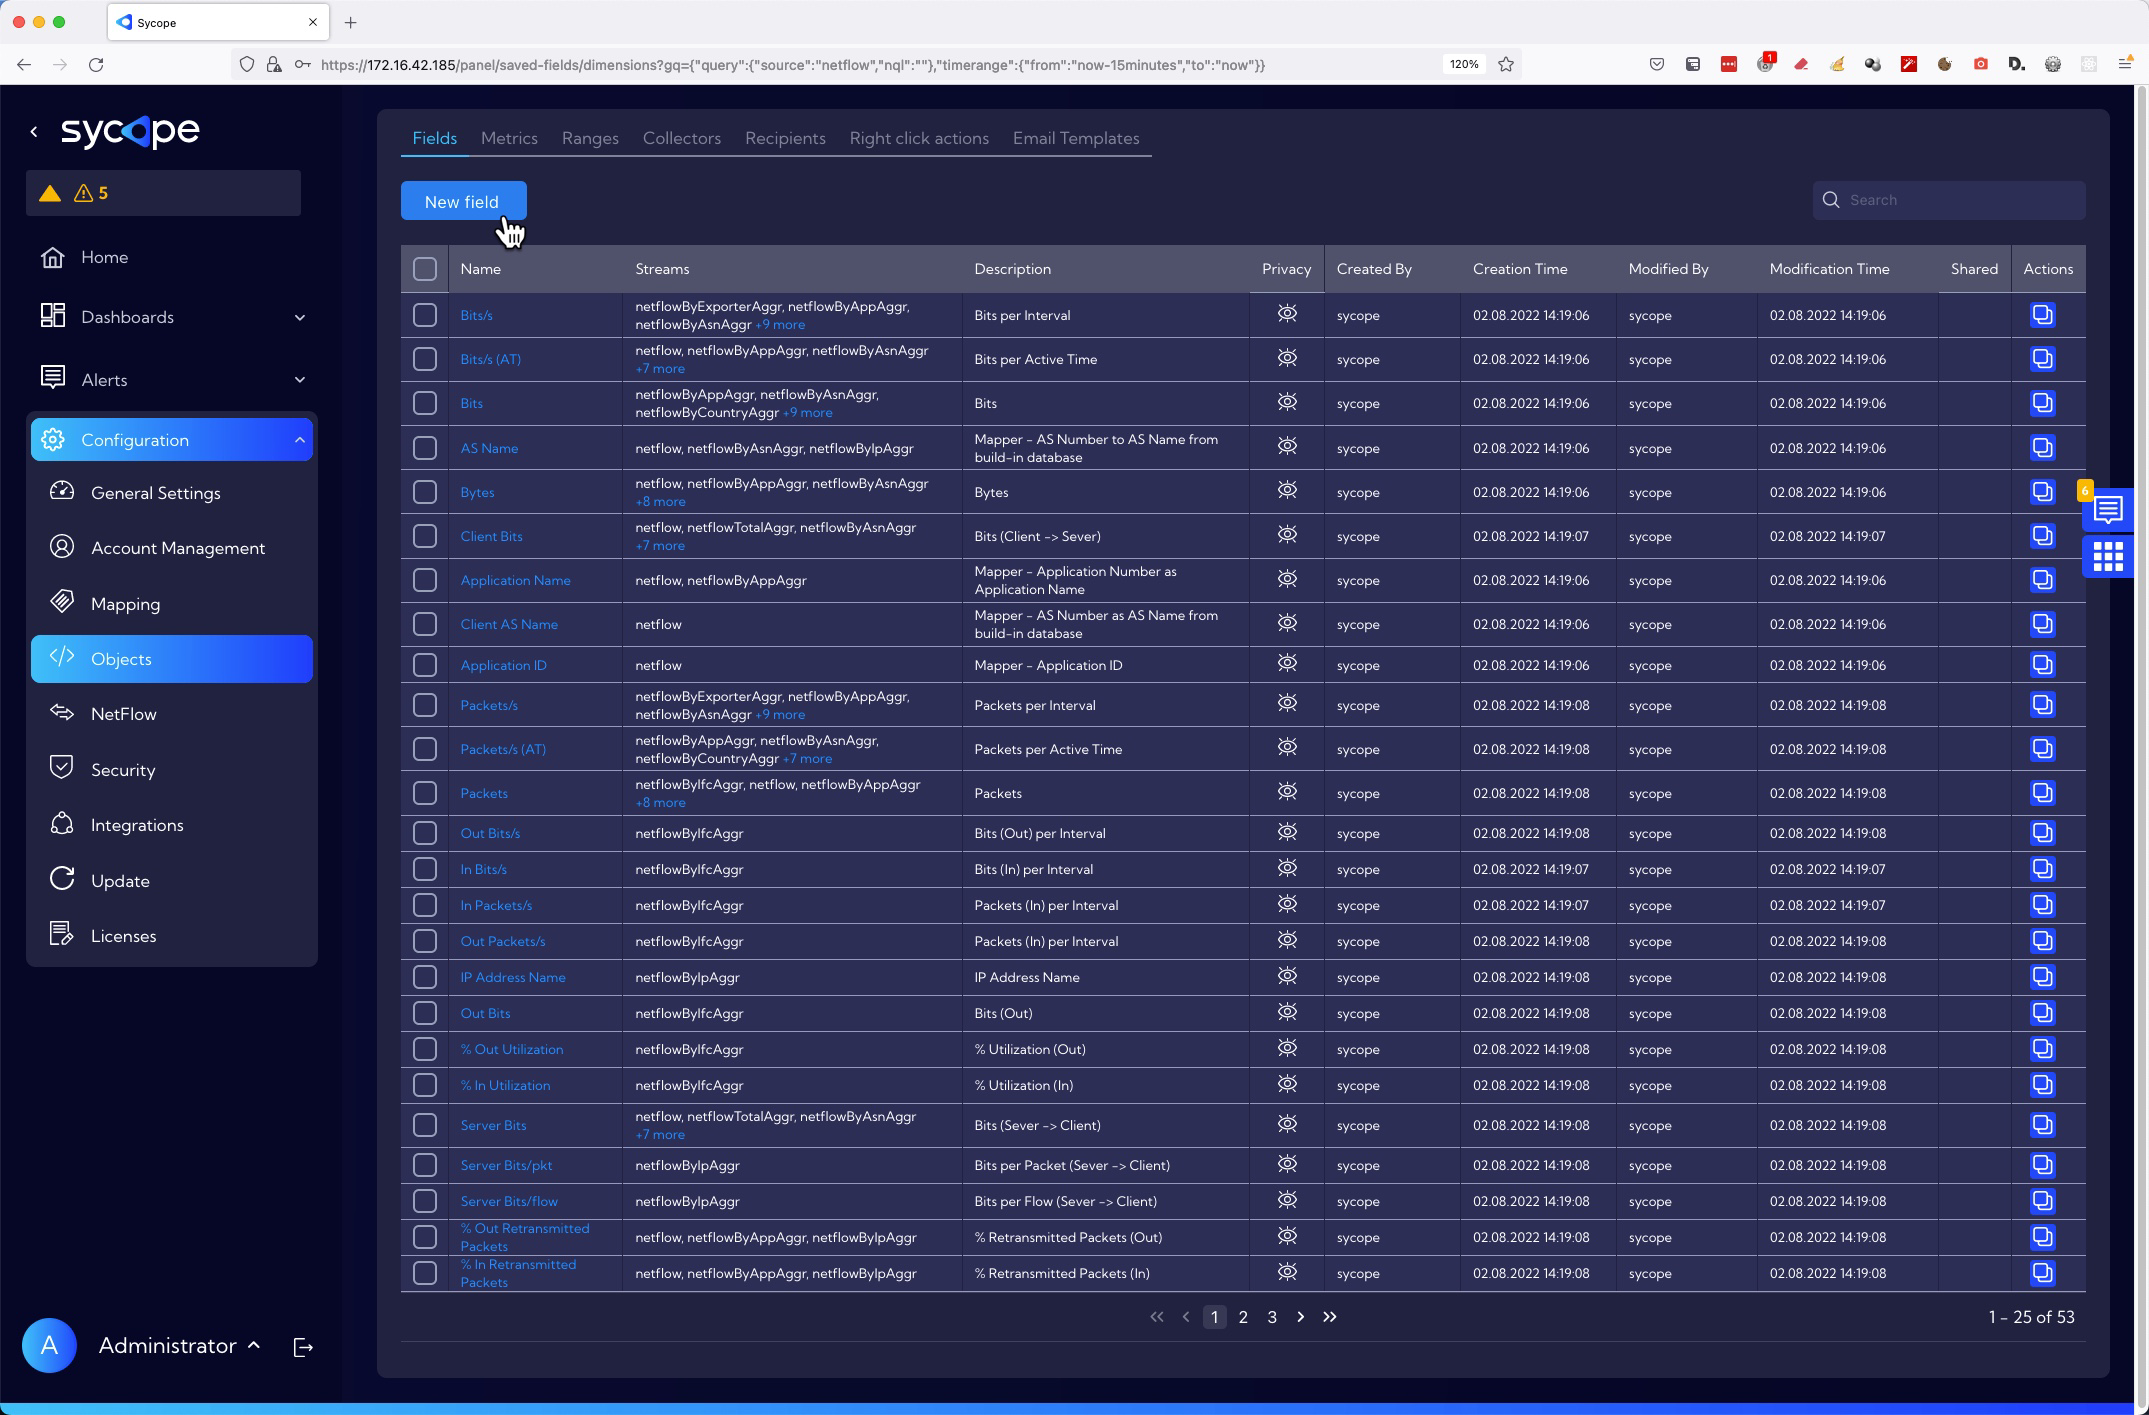 Sycope
https://172.16.42.185/panel/saved-fields/dimensions?gq={"query":{"source":"netflow","nql":""},"timerange":{"from":"now-15minutes","to":"now"}}
120%
1
D.
sycope
5
Home
Dashboards
Alerts
Configuration
General Settings
Account Management
Mapping
Objects
NetFlow
Security
Integrations
Update
Licenses
A Administrator
Fields Metrics Ranges Collectors Recipients Right click actions Email Templates
New field
Search
Name Streams Description Privacy Created By Creation Time Modified By Modification Time Shared Actions
Bits/s netflowByExporterAggr, netflowByAppAggr, Bits per Interval sycope 02.08.2022 14:19:06 sycope 02.08.2022 14:19:06
netflowByAsnAggr +9 more
Bits/s (AT) netflow, netflowByAppAggr, netflowByAsnAggr Bits per Active Time sycope 02.08.2022 14:19:06 sycope 02.08.2022 14:19:06
+7 more
Bits netflowByAppAggr, netflowByAsnAggr, Bits sycope 02.08.2022 14:19:06 sycope 02.08.2022 14:19:06
netflowByCountryAggr +9 more
AS Name netflow, netflowByAsnAggr, netflowByIpAggr Mapper - AS Number to AS Name from sycope 02.08.2022 14:19:06 sycope 02.08.2022 14:19:06
build-in database
Bytes netflow, netflowByAppAggr, netflowByAsnAggr Bytes sycope 02.08.2022 14:19:06 sycope 02.08.2022 14:19:06
+8 more
6
Client Bits netflow, netflowTotalAggr, netflowByAsnAggr Bits (Client -> Sever) sycope 02.08.2022 14:19:07 sycope 02.08.2022 14:19:07
+7 more
Application Name netflow, netflowByAppAggr Mapper - Application Number as sycope 02.08.2022 14:19:06 sycope 02.08.2022 14:19:06
Application Name
Client AS Name netflow Mapper - AS Number as AS Name from sycope 02.08.2022 14:19:06 sycope 02.08.2022 14:19:06
build-in database
Application ID netflow Mapper - Application ID sycope 02.08.2022 14:19:06 sycope 02.08.2022 14:19:06
Packets/s netflowByExporterAggr, netflowByAppAggr, Packets per Interval sycope 02.08.2022 14:19:08 sycope 02.08.2022 14:19:08
netflowByAsnAggr +9 more
Packets/s (AT) netflowByAppAggr, netflowByAsnAggr, Packets per Active Time sycope 02.08.2022 14:19:08 sycope 02.08.2022 14:19:08
netflowByCountryAggr +7 more
Packets netflowByIfcAggr, netflow, netflowByAppAggr Packets sycope 02.08.2022 14:19:08 sycope 02.08.2022 14:19:08
+8 more
Out Bits/s netflowByIfcAggr Bits (Out) per Interval sycope 02.08.2022 14:19:08 sycope 02.08.2022 14:19:08
In Bits/s netflowByIfcAggr Bits (In) per Interval sycope 02.08.2022 14:19:07 sycope 02.08.2022 14:19:07
In Packets/s netflowByIfcAggr Packets (In) per Interval sycope 02.08.2022 14:19:07 sycope 02.08.2022 14:19:07
Out Packets/s netflowByIfcAggr Packets (In) per Interval sycope 02.08.2022 14:19:08 sycope 02.08.2022 14:19:08
IP Address Name netflowByIpAggr IP Address Name sycope 02.08.2022 14:19:08 sycope 02.08.2022 14:19:08
Out Bits netflowByIfcAggr Bits (Out) sycope 02.08.2022 14:19:08 sycope 02.08.2022 14:19:08
% Out Utilization netflowByIfcAggr % Utilization (Out) sycope 02.08.2022 14:19:08 sycope 02.08.2022 14:19:08
% In Utilization netflowByIfcAggr % Utilization (In) sycope 02.08.2022 14:19:08 sycope 02.08.2022 14:19:08
Server Bits netflow, netflowTotalAggr, netflowByAsnAggr Bits (Sever -> Client) sycope 02.08.2022 14:19:08 sycope 02.08.2022 14:19:08
+7 more
Server Bits/pkt netflowByIpAggr Bits per Packet (Sever -> Client) sycope 02.08.2022 14:19:08 sycope 02.08.2022 14:19:08
Server Bits/flow netflowByIpAggr Bits per Flow (Sever -> Client) sycope 02.08.2022 14:19:08 sycope 02.08.2022 14:19:08
% Out Retransmitted netflow, netflowByAppAggr, netflowByIpAggr % Retransmitted Packets (Out) sycope 02.08.2022 14:19:08 sycope 02.08.2022 14:19:08
Packets
% In Retransmitted netflow, netflowByAppAggr, netflowByIpAggr % Retransmitted Packets (In) sycope 02.08.2022 14:19:08 sycope 02.08.2022 14:19:08
Packets
<< < 1 2 3 > >> 1 - 25 of 53